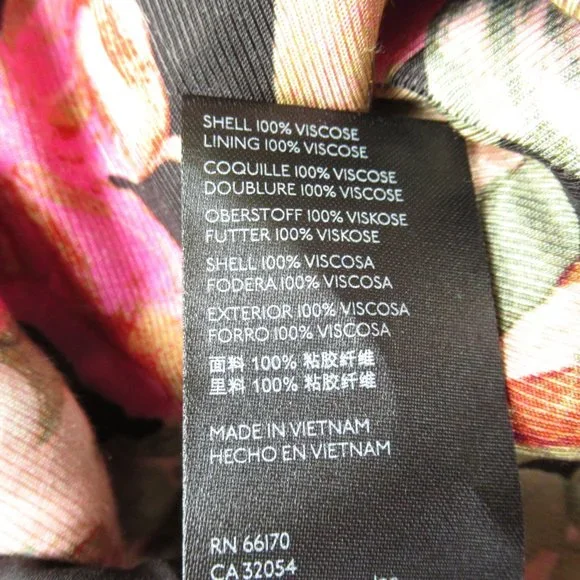 SHELL 100% VISCOSE
LINING 100% VISCOSE
COQUILLE 100% VISCOSE
DOUBLURE 100% VISCOSE
OBERSTOFF 100% VISKOSE
FUTTER 100% VISKOSE
SHELL 100% VISCOSA
FODERA 100% VISCOSA
EXTERIOR 100% VISCOSA
FORRO 100% VISCOSA
面料 100% 粘胶纤维
里料 100% 粘胶纤维
MADE IN VIETNAM
HECHO EN VIETNAM
RN 66170
CA 32054